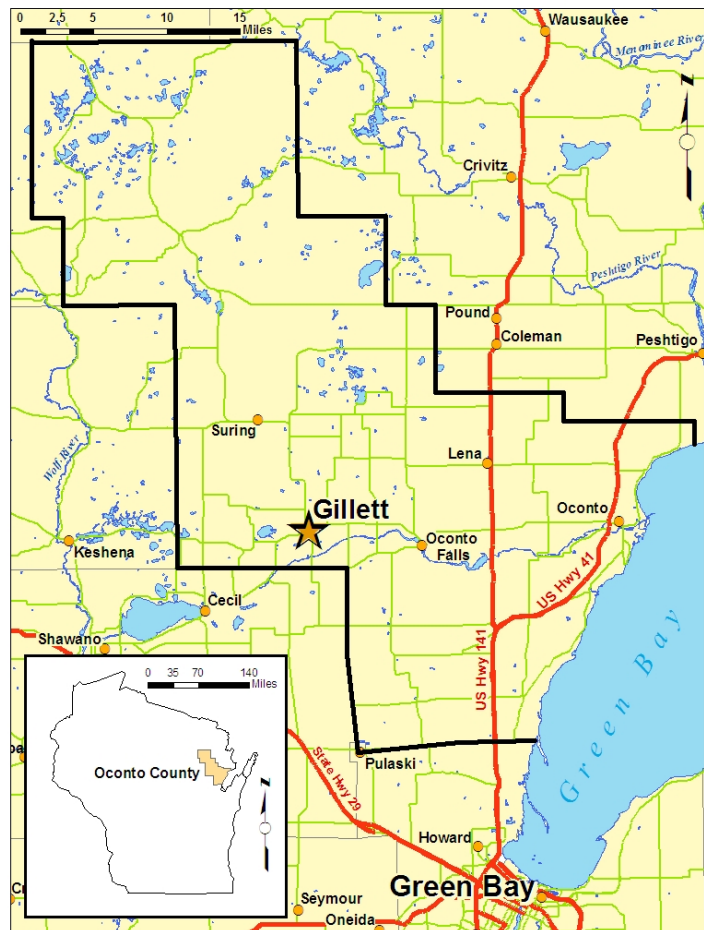 0 2.5 5 10 15
Miles
Wausaukee
Menominee River
Crivitz
Peshtigo River
Pound
Coleman
Peshtigo
Suring
Wolf River
Lena
Gillett
Oconto
Keshena
Oconto
Falls
Cecil
US Hwy 41
Shawano
US Hwy 141
Green Bay
0 35 70 140
Miles
Oconto County
Pulaski
State Hwy 29
Howard
Green Bay
Seymour
Oneida